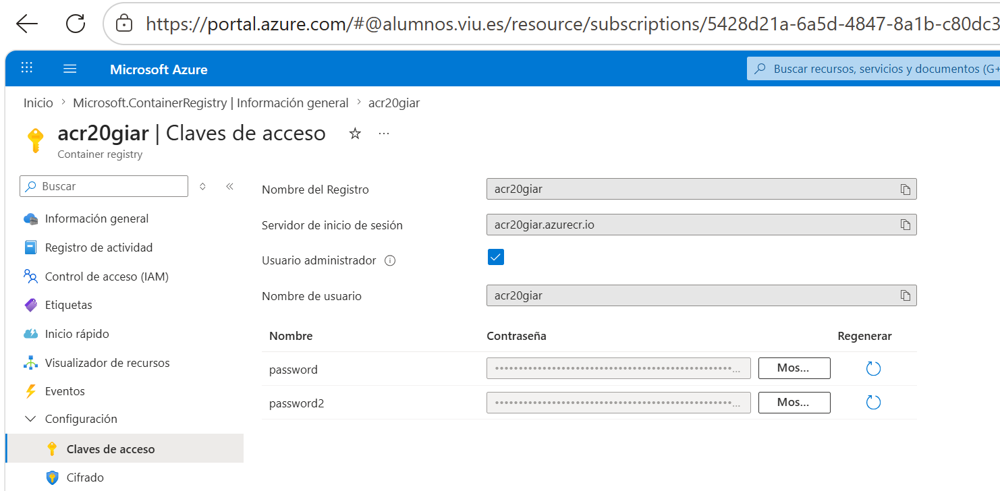 https://portal.azure.com/#@alumnos.viu.es/resource/subscriptions/5428d21a-6a5d-4847-8a1b-c80dc3
Microsoft Azure
Buscar recursos, servicios y documentos (G+
Inicio > Microsoft.ContainerRegistry | Información general > acr20giar
acr20giar | Claves de acceso ☆ ...
Container registry
Buscar
Información general
Registro de actividad
Control de acceso (IAM)
Etiquetas
Inicio rápido
Visualizador de recursos
Eventos
Configuración
Claves de acceso
Cifrado
Nombre del Registro acr20giar
Servidor de inicio de sesión acr20giar.azurecr.io
Usuario administrador
Nombre de usuario acr20giar
Nombre Contraseña Regenerar
password Mos...
password2 Mos...